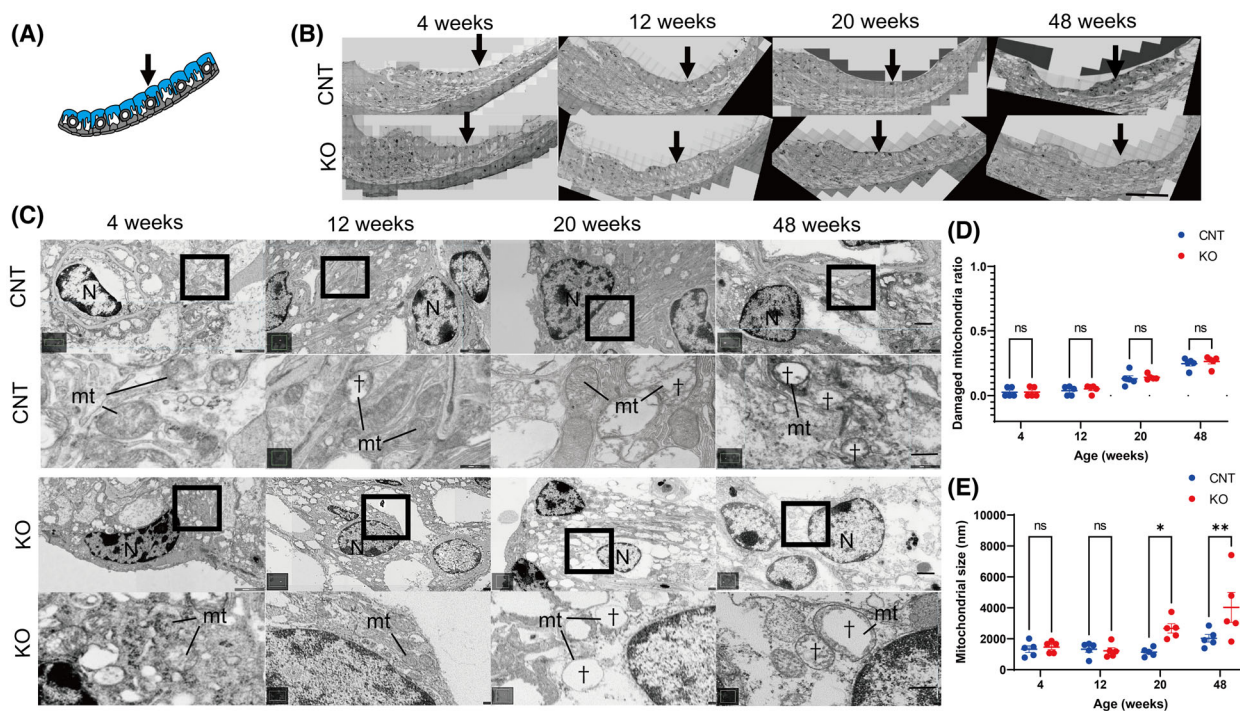 (A)
(B)
4 weeks
12 weeks
20 weeks
48 weeks
CNT
KO
(C)
4 weeks
12 weeks
20 weeks
48 weeks
CNT
N
N
N
N
CNT
mt
†
mt
mt
†
†
†
mt
†
KO
N
N
N
N
KO
mt
mt
mt
†
†
†
mt
†
(D)
CNT
KO
Damaged mitochondria ratio
1.0
0.5
0.0
ns
ns
ns
ns
4
12
20
48
Age (weeks)
(E)
CNT
KO
Mitochondrial size (nm)
10000
8000
6000
4000
2000
0
ns
ns
*
**
4
12
20
48
Age (weeks)